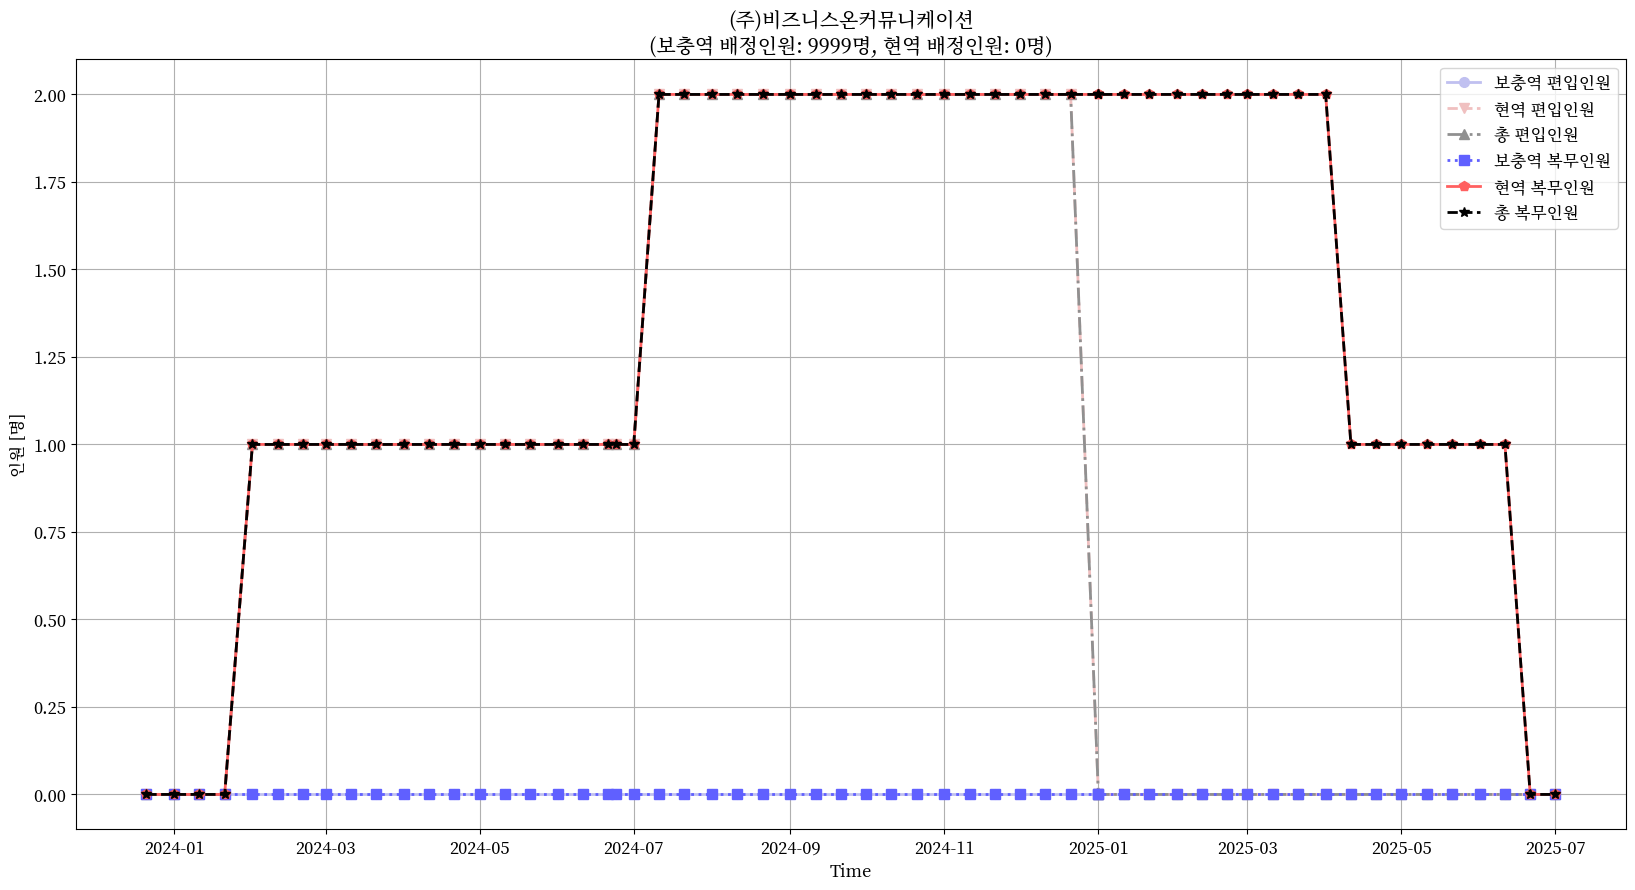 (주)비즈니스온커뮤니케이션
(보충역 배정인원: 9999명, 현역 배정인원: 0명)
보충역 편입인원
현역 편입인원
총 편입인원
보충역 복무인원
현역 복무인원
총 복무인원
2.00
1.75
1.50
1.25
1.00
0.75
0.50
0.25
0.00
인원 [명]
2024-01
2024-03
2024-05
2024-07
2024-09
2024-11
2025-01
2025-03
2025-05
2025-07
Time